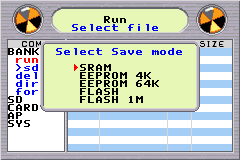 Run
Select file
COM
SIZE
BANK
run
>sd
del
dir
for
SD
CARD
AP
SYS
Select Save mode
SRAM
EEPROM 4K
EEPROM 64K
FLASH
FLASH 1M